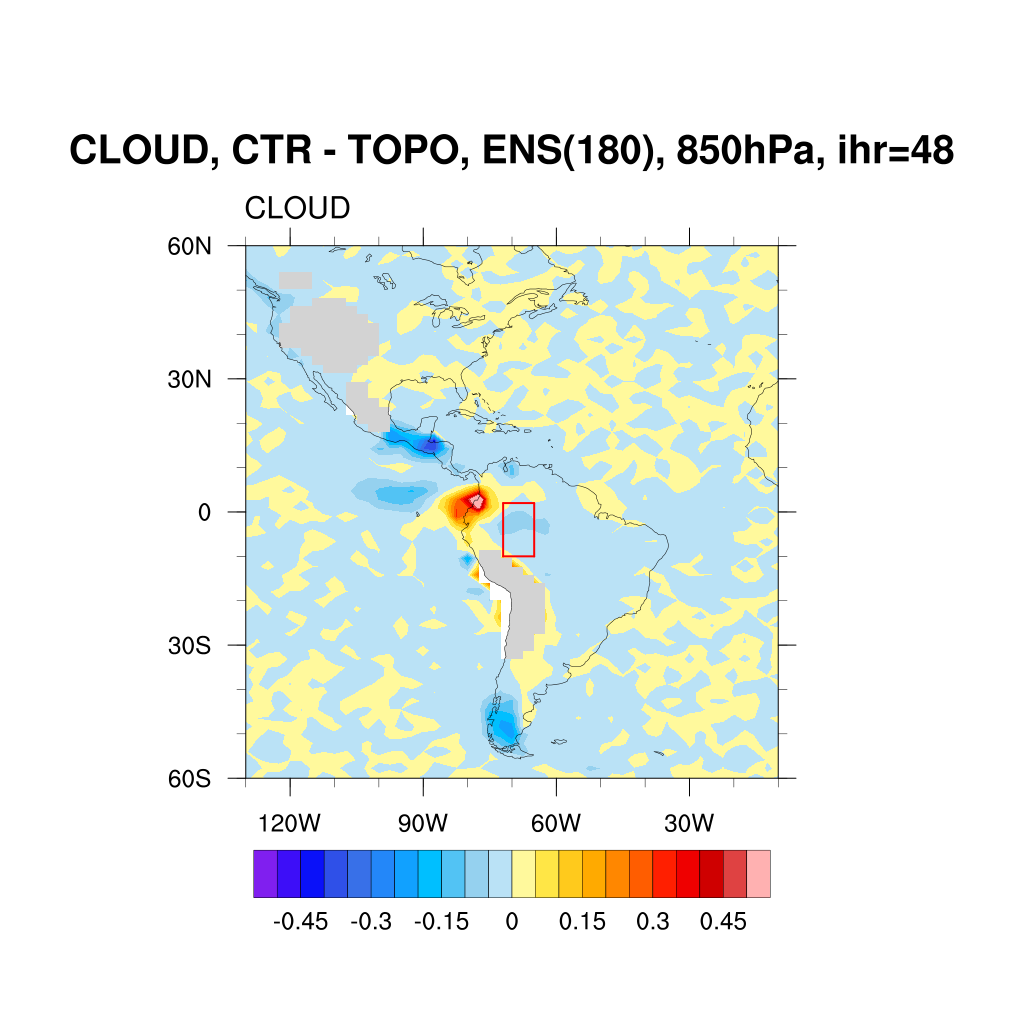 CLOUD, CTR - TOPO, ENS(180), 850hPa, ihr=48
CLOUD
60N
30N
0
30S
60S
120W 90W 60W 30W
-0.45 -0.3 -0.15 0 0.15 0.3 0.45